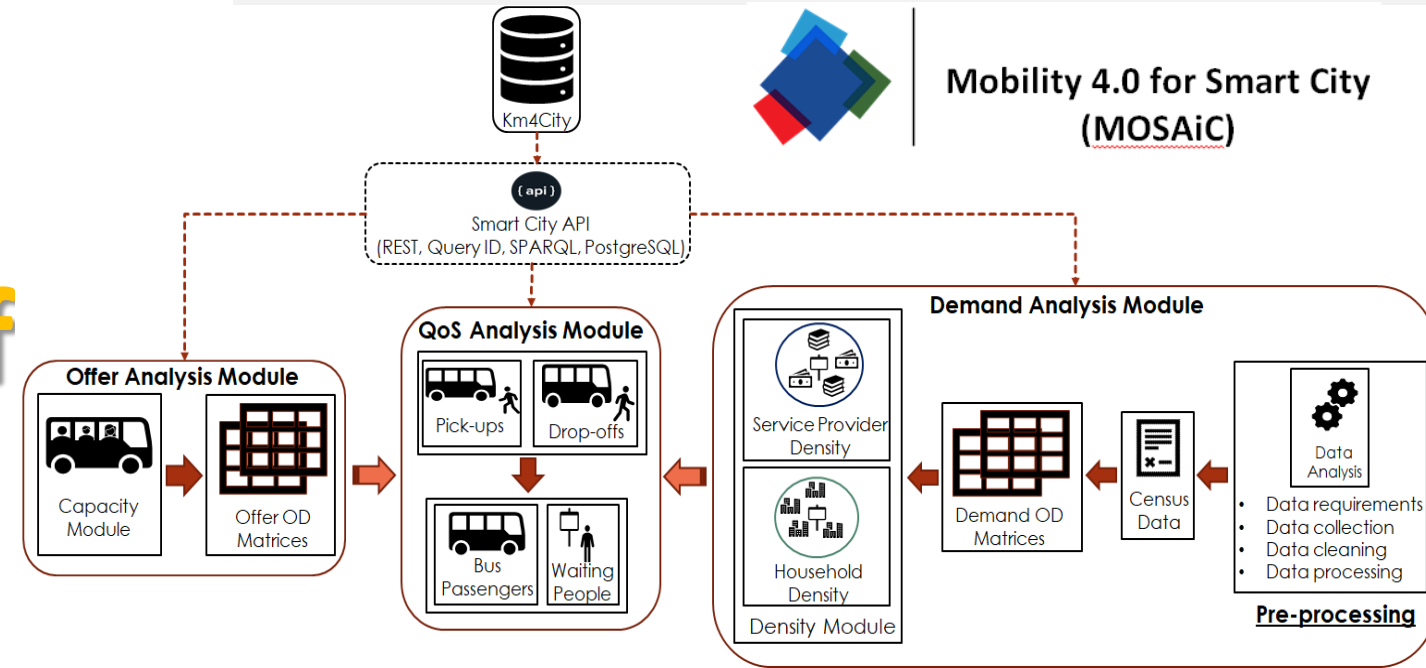 Km4City
Mobility 4.0 for Smart City
(MOSAiC)
{ api }
Smart City API
(REST, Query ID, SPARQL, PostgreSQL)
Offer Analysis Module
Capacity
Module
Offer OD
Matrices
QoS Analysis Module
Pick-ups
Drop-offs
Bus
Passengers
Waiting
People
Demand Analysis Module
Service Provider
Density
Household
Density
Density Module
Demand OD
Matrices
Census
Data
Data
Analysis
• Data requirements
• Data collection
• Data cleaning
• Data processing
Pre-processing